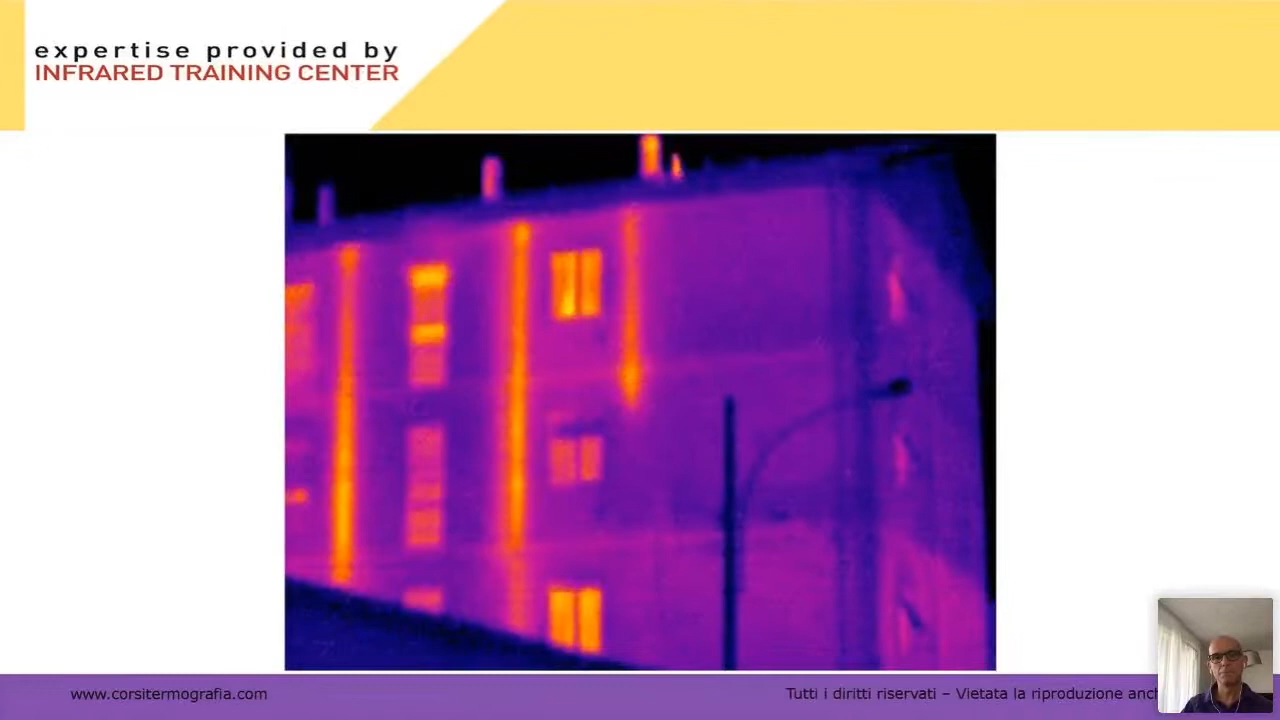 expertise provided by
INFRARED TRAINING CENTER
www.corsitermografia.com
Tutti i diritti riservati – Vietata la riproduzione